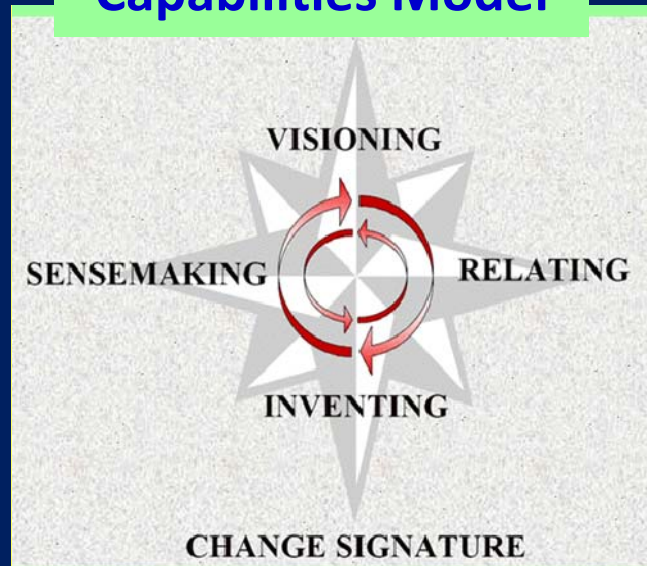 Capabilities Model
VISIONING
SENSEMAKING
RELATING
INVENTING
CHANGE SIGNATURE